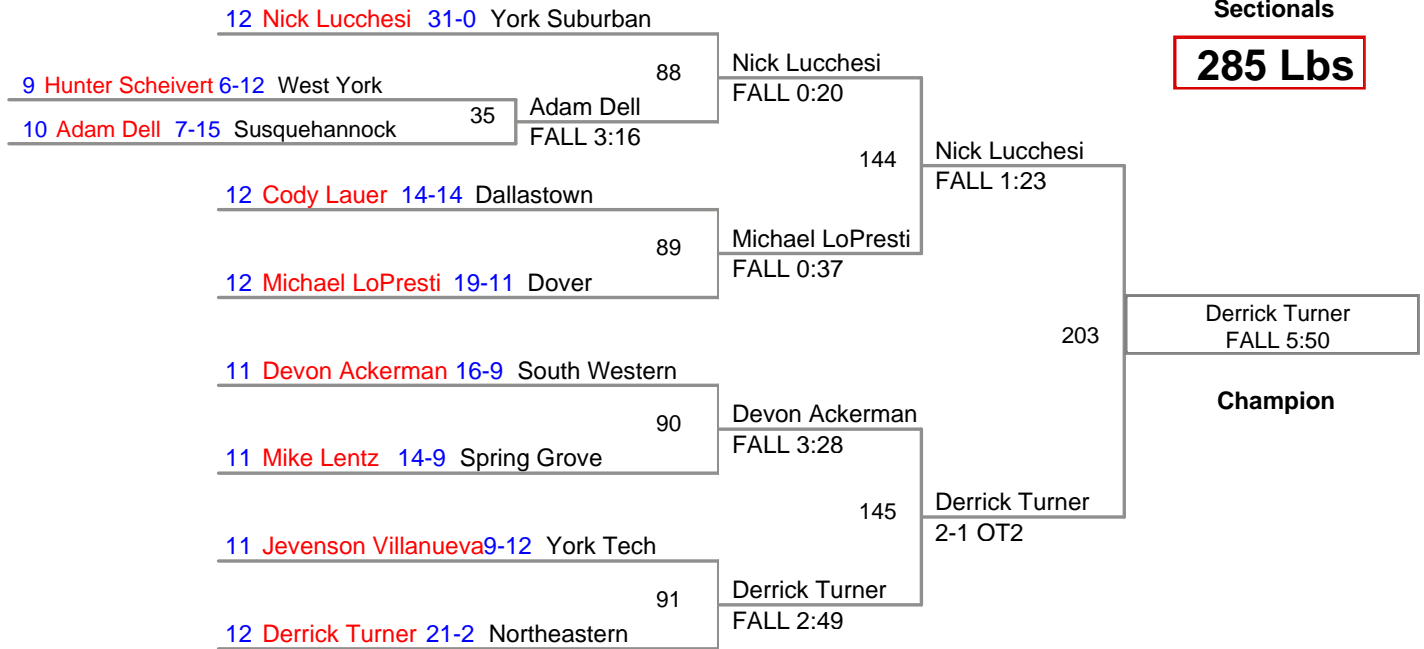 Sectionals
285 Lbs
12 Nick Lucchesi 31-0 York Suburban
9 Hunter Scheivert 6-12 West York
10 Adam Dell 7-15 Susquehannock
35
Adam Dell
FALL 3:16
88
Nick Lucchesi
FALL 0:20
12 Cody Lauer 14-14 Dallastown
12 Michael LoPresti 19-11 Dover
89
Michael LoPresti
FALL 0:37
144
Nick Lucchesi
FALL 1:23
11 Devon Ackerman 16-9 South Western
11 Mike Lentz 14-9 Spring Grove
90
Devon Ackerman
FALL 3:28
11 Jevenson Villanueva 9-12 York Tech
12 Derrick Turner 21-2 Northeastern
91
Derrick Turner
FALL 2:49
145
Derrick Turner
2-1 OT2
203
Derrick Turner
FALL 5:50
Champion